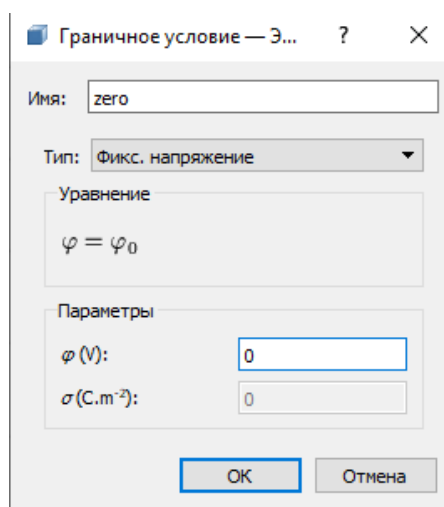 Граничное условие — Э... ? ×
Имя: zero
Тип: Фикс. напряжение
Уравнение
φ = φ₀
Параметры
φ (V): 0
σ (C.m⁻²): 0
OK Отмена